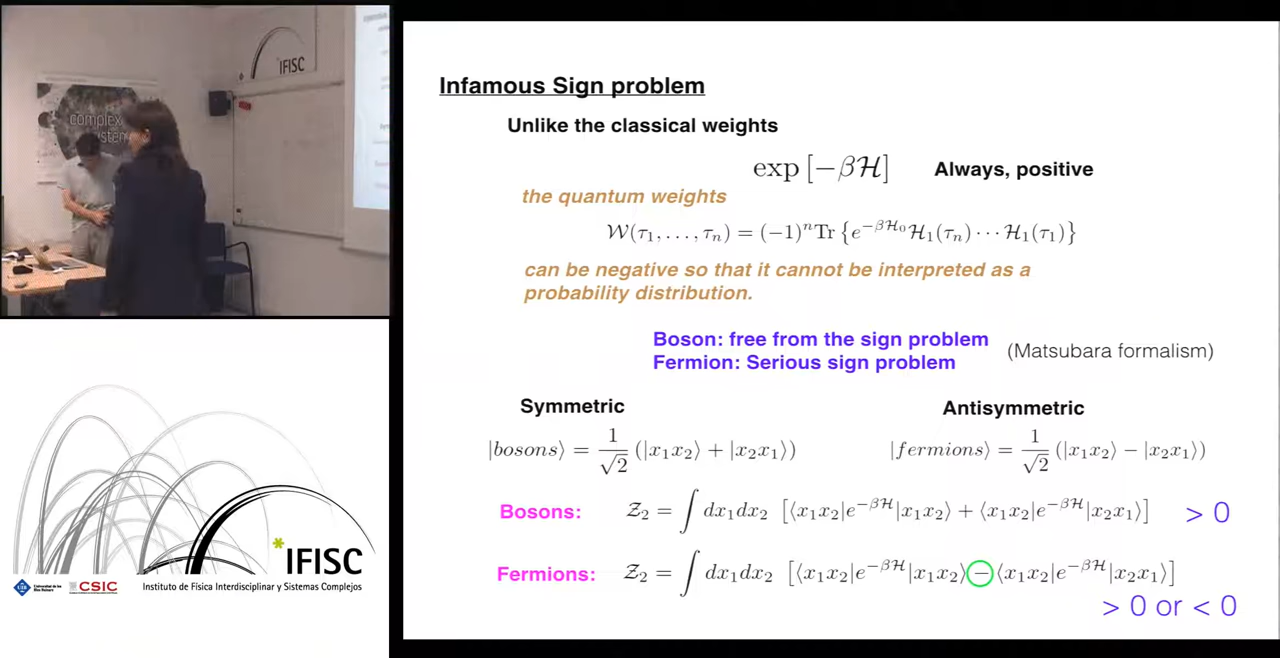 complex
IFISC
IFISC
CSIC
Instituto de Física Interdisciplinar y Sistemas Complejos
Infamous Sign problem
Unlike the classical weights
exp [−βℋ] Always, positive
the quantum weights
𝒲(τ₁, . . . , τₙ) = (−1)ⁿTr {e^{−βℋ₀}ℋ₁(τₙ) ··· ℋ₁(τ₁)}
can be negative so that it cannot be interpreted as a
probability distribution.
Boson: free from the sign problem
Fermion: Serious sign problem
(Matsubara formalism)
Symmetric Antisymmetric
|bosons⟩ = 1/√2 (|x₁x₂⟩ + |x₂x₁⟩) |fermions⟩ = 1/√2 (|x₁x₂⟩ − |x₂x₁⟩)
Bosons: 𝒵₂ = ∫ dx₁dx₂ [⟨x₁x₂|e^{−βℋ}|x₁x₂⟩ + ⟨x₁x₂|e^{−βℋ}|x₂x₁⟩] > 0
Fermions: 𝒵₂ = ∫ dx₁dx₂ [⟨x₁x₂|e^{−βℋ}|x₁x₂⟩ − ⟨x₁x₂|e^{−βℋ}|x₂x₁⟩]
> 0 or < 0